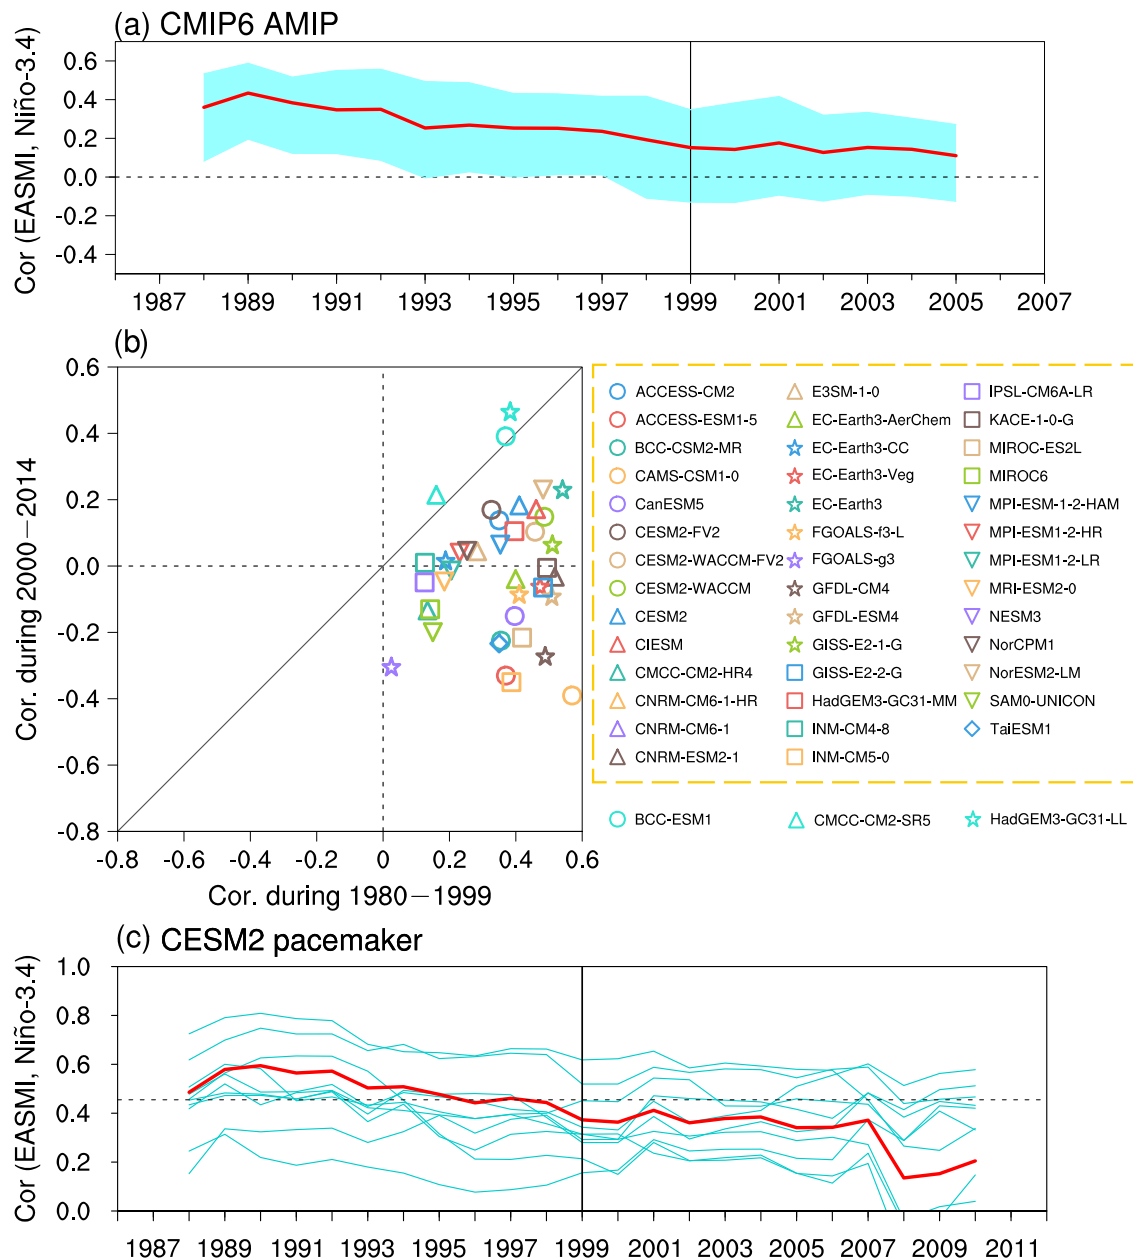 (a) CMIP6 AMIP
Cor (EASMI, Niño-3.4)
0.6
0.4
0.2
0.0
-0.2
-0.4
1987 1989 1991 1993 1995 1997 1999 2001 2003 2005 2007
(b)
Cor. during 2000−2014
0.6
0.4
0.2
0.0
-0.2
-0.4
-0.6
-0.8
-0.8 -0.6 -0.4 -0.2 0 0.2 0.4 0.6
Cor. during 1980−1999
ACCESS-CM2
ACCESS-ESM1-5
BCC-CSM2-MR
CAMS-CSM1-0
CanESM5
CESM2-FV2
CESM2-WACCM-FV2
CESM2-WACCM
CESM2
CIESM
CMCC-CM2-HR4
CNRM-CM6-1-HR
CNRM-CM6-1
CNRM-ESM2-1
E3SM-1-0
EC-Earth3-AerChem
EC-Earth3-CC
EC-Earth3-Veg
EC-Earth3
FGOALS-f3-L
FGOALS-g3
GFDL-CM4
GFDL-ESM4
GISS-E2-1-G
GISS-E2-2-G
HadGEM3-GC31-MM
INM-CM4-8
INM-CM5-0
IPSL-CM6A-LR
KACE-1-0-G
MIROC-ES2L
MIROC6
MPI-ESM-1-2-HAM
MPI-ESM1-2-HR
MPI-ESM1-2-LR
MRI-ESM2-0
NESM3
NorCPM1
NorESM2-LM
SAM0-UNICON
TaiESM1
BCC-ESM1
CMCC-CM2-SR5
HadGEM3-GC31-LL
(c) CESM2 pacemaker
Cor (EASMI, Niño-3.4)
1.0
0.8
0.6
0.4
0.2
0.0
1987 1989 1991 1993 1995 1997 1999 2001 2003 2005 2007 2009 2011